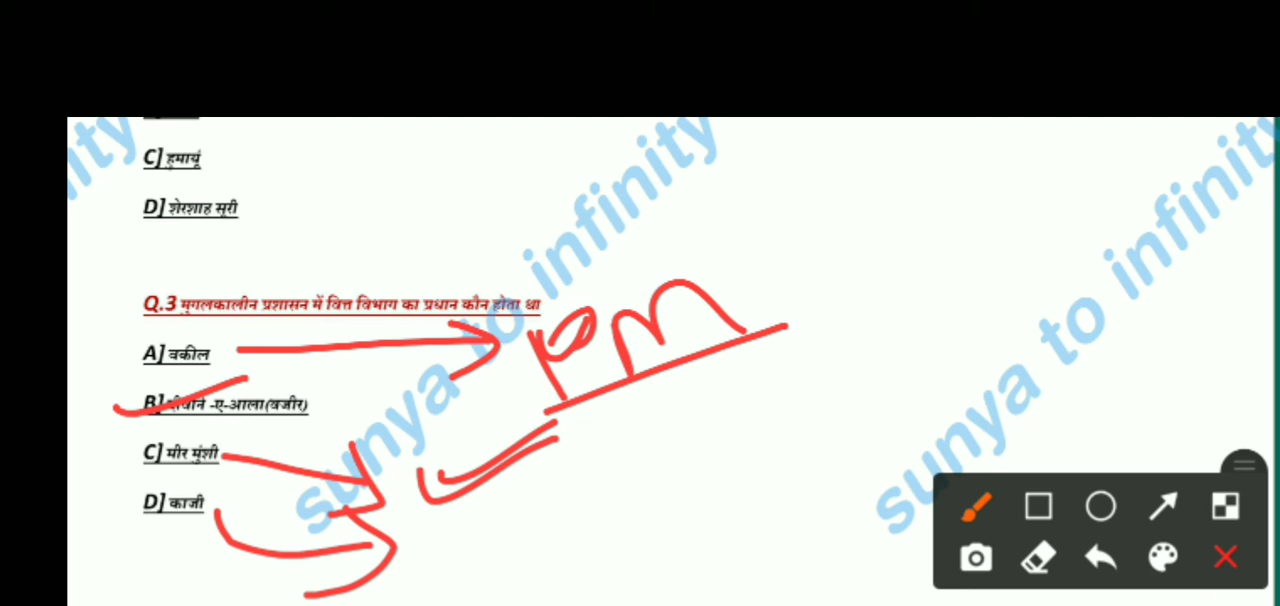 C] हुमायूं
D] शेरशाह सूरी
Q.3 मुगलकालीन प्रशासन में वित्त विभाग का प्रधान कौन होता था
A] वकील
PM
B] दीवान -ए-आला(वजीर)
C] मीर मुंशी
D] काजी
sunya to infinity
sunya to infinity